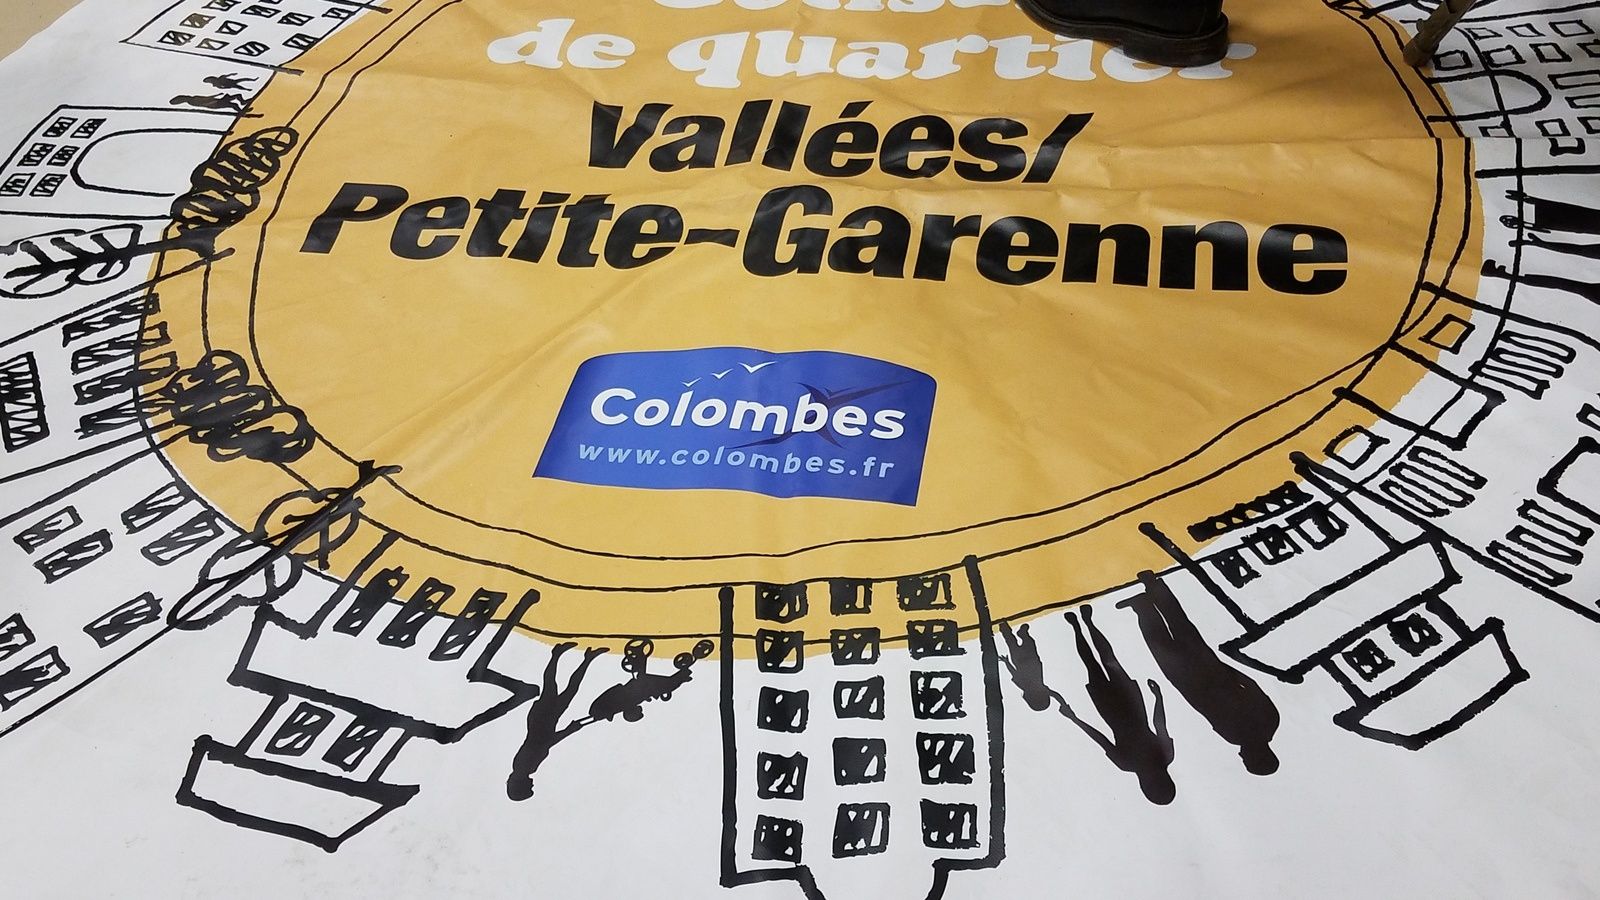 de quartier
Vallées/
Petite-Garenne
Colombes
www.colombes.fr